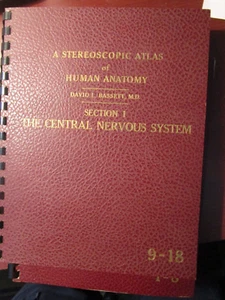 A STEREOSCOPIC ATLAS
of
HUMAN ANATOMY
DAVID L. BASSETT, M.D.
SECTION I
THE CENTRAL NERVOUS SYSTEM
9-18